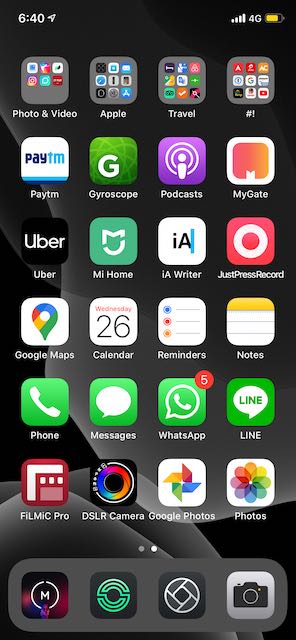 6:40 4G
Photo & Video Apple Travel #!
Paytm
G
Paytm Gyroscope Podcasts MyGate
Uber iA
Uber Mi Home iA Writer JustPressRecord
Wednesday
26
Google Maps Calendar Reminders Notes
5
LINE
Phone Messages WhatsApp LINE
FiLMiC Pro DSLR Camera Google Photos Photos
M